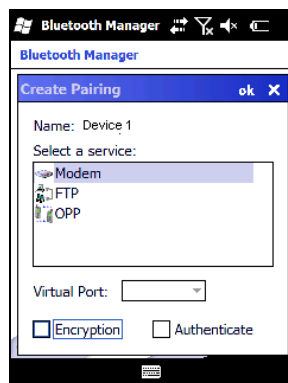 Bluetooth Manager
Bluetooth Manager
Create Pairing ok
Name: Device 1
Select a service:
Modem
FTP
OPP
Virtual Port:
Encryption Authenticate